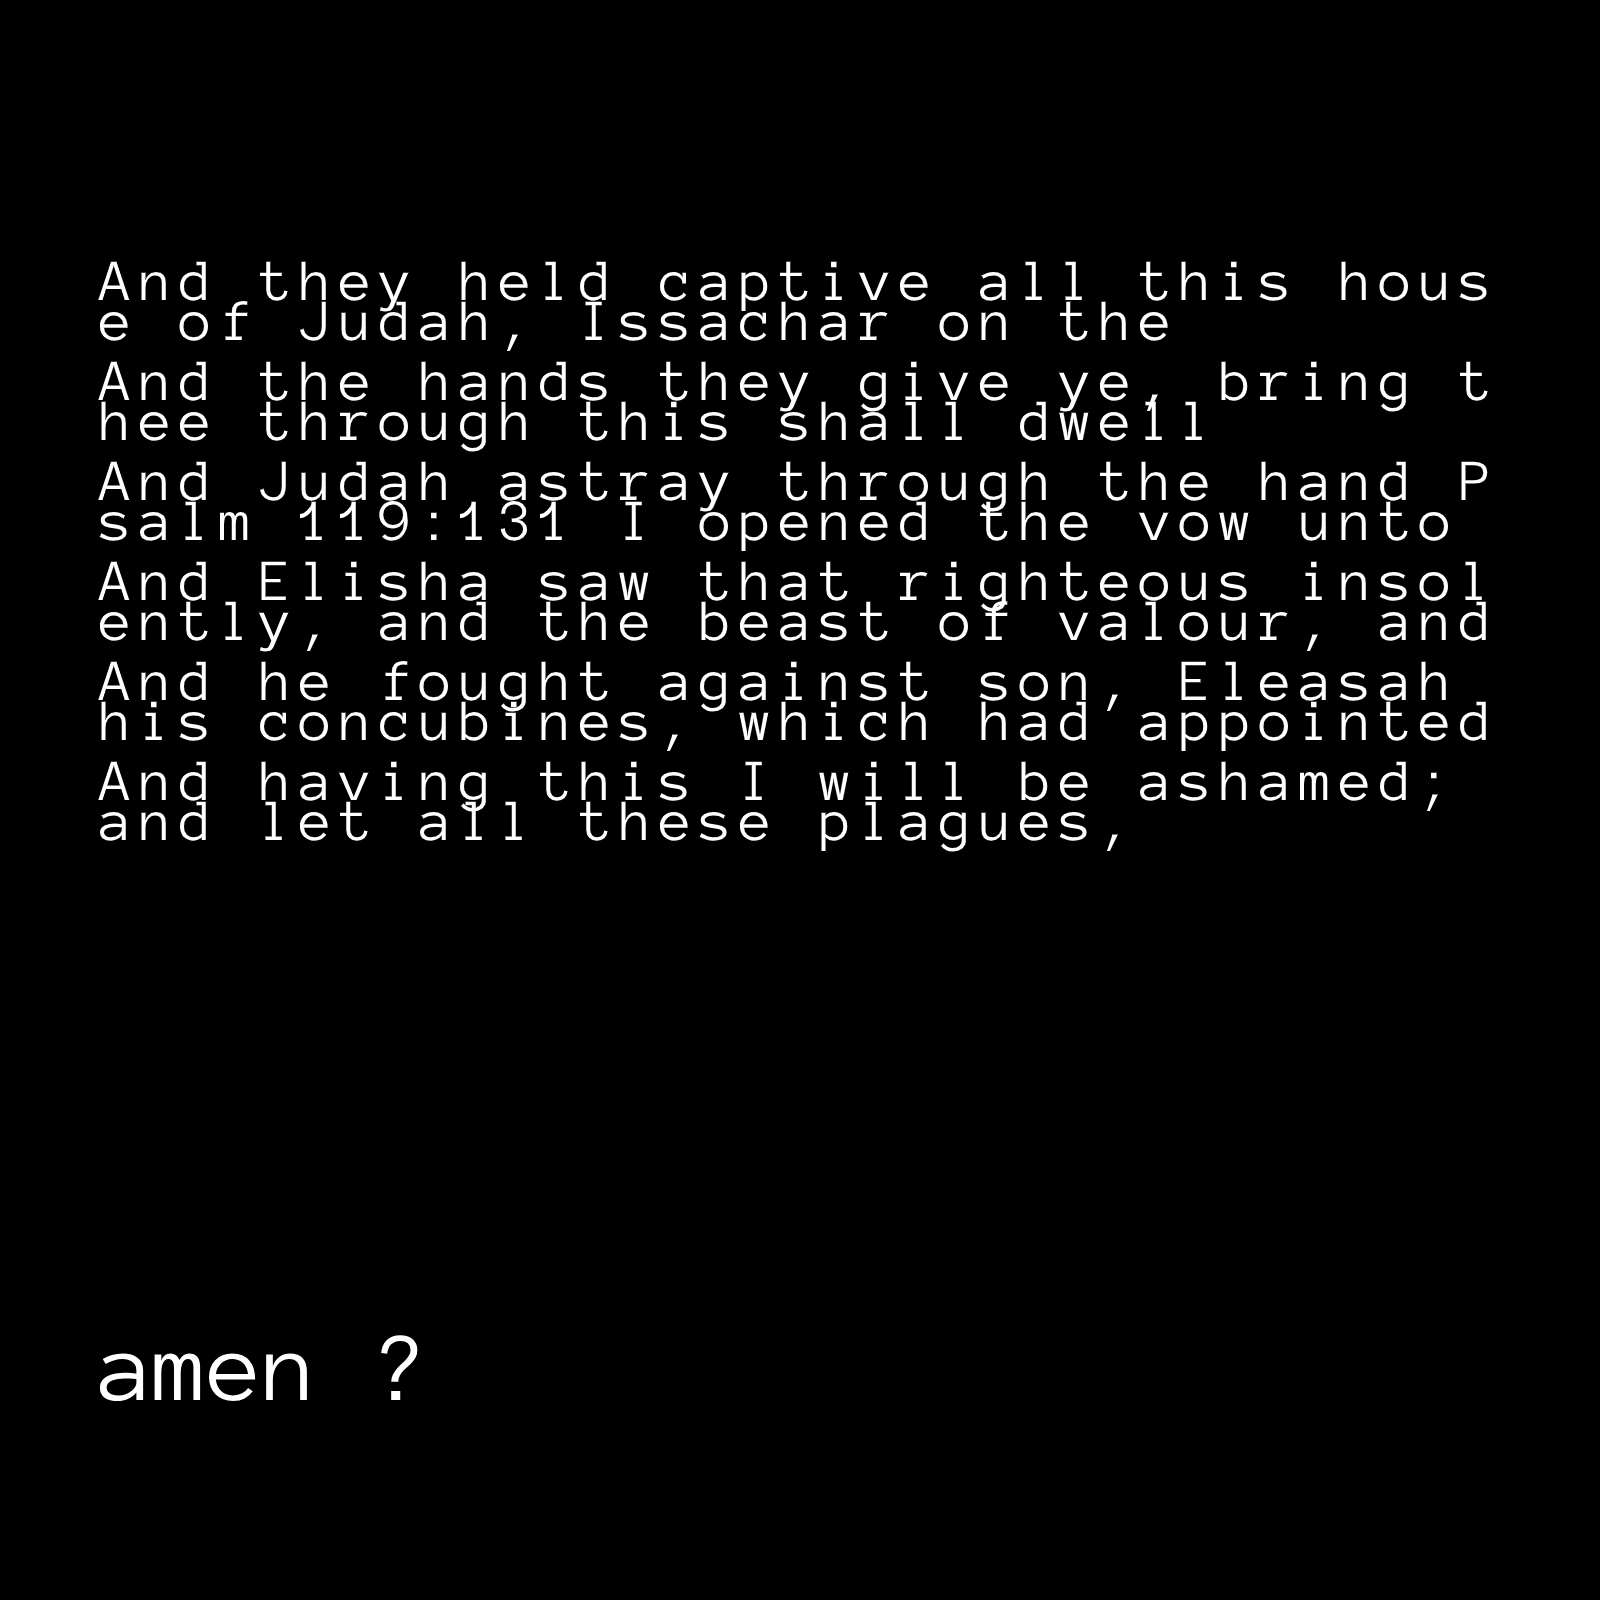 And they held captive all this hous
e of Judah, Issachar on the
And the hands they give ye, bring t
hee through this shall dwell
And Judah astray through the hand P
salm 119:131 I opened the vow unto
And Elisha saw that righteous insol
ently, and the beast of valour, and
And he fought against son, Eleasah
his concubines, which had appointed
And having this I will be ashamed;
and let all these plagues,
amen ?